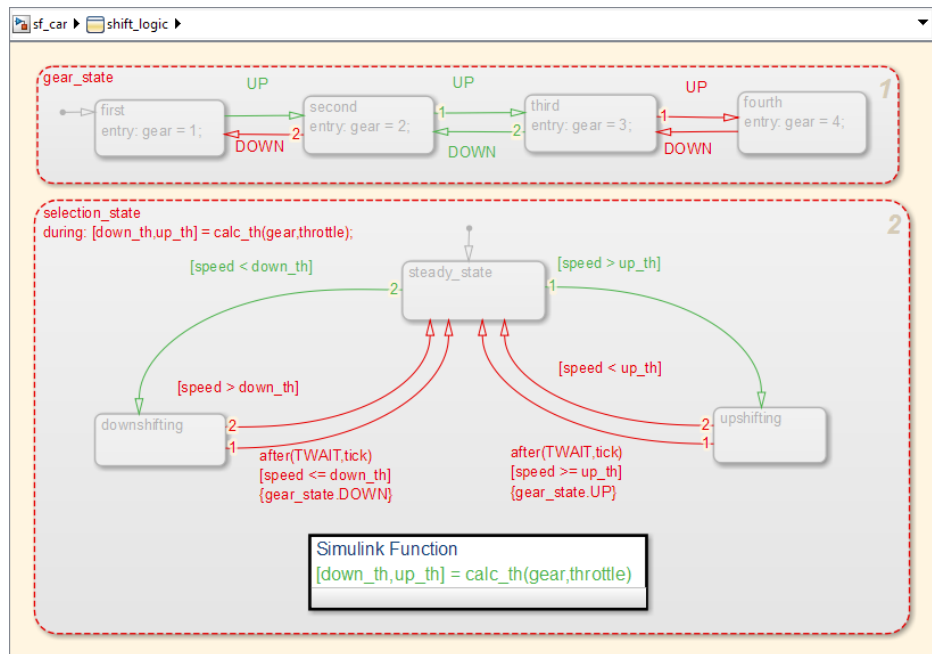 sf_car shift_logic
gear_state
1
UP
UP
UP
first
entry: gear = 1;
second
entry: gear = 2;
third
entry: gear = 3;
fourth
entry: gear = 4;
2
1
2
1
DOWN
DOWN
DOWN
selection_state
2
during: [down_th,up_th] = calc_th(gear,throttle);
[speed < down_th]
[speed > up_th]
steady_state
2
1
[speed > down_th]
[speed < up_th]
downshifting
2
1
upshifting
2
1
after(TWAIT,tick)
[speed <= down_th]
{gear_state.DOWN}
after(TWAIT,tick)
[speed >= up_th]
{gear_state.UP}
Simulink Function
[down_th,up_th] = calc_th(gear,throttle)